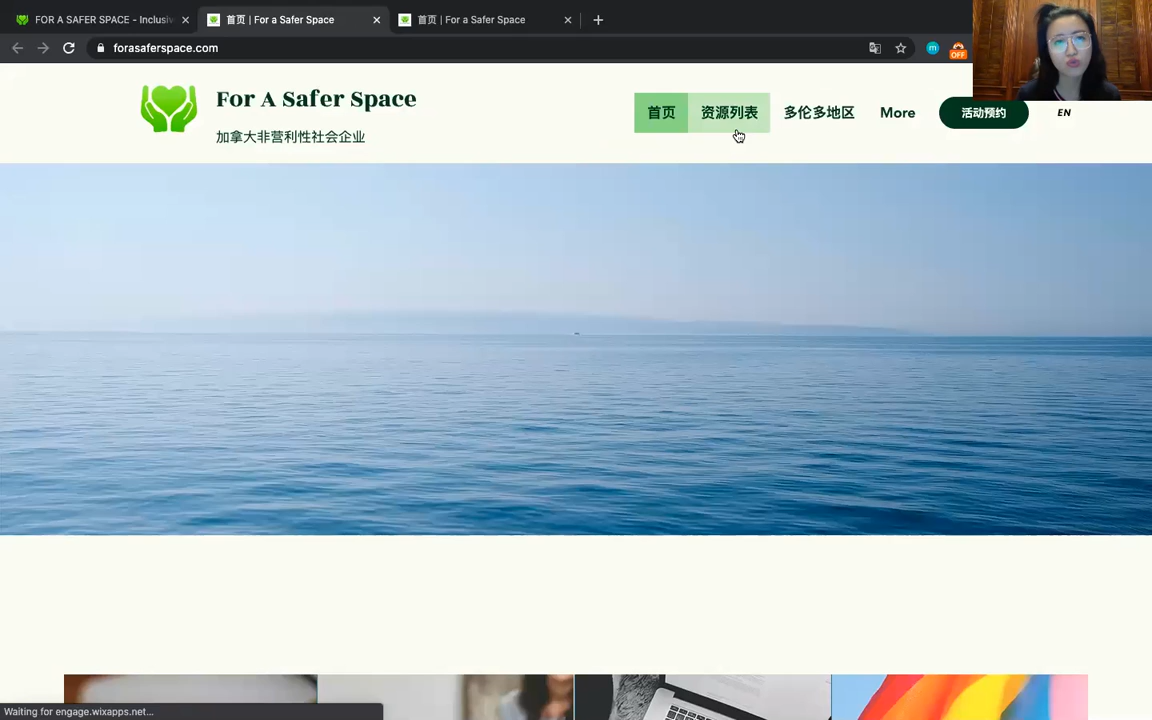 FOR A SAFER SPACE - Inclusiv
首页 | For a Safer Space
首页 | For a Safer Space
forasaferspace.com
OFF
m
For A Safer Space
加拿大非营利性社会企业
首页
资源列表
多伦多地区
More
活动预约
EN
Waiting for engage.wixapps.net...